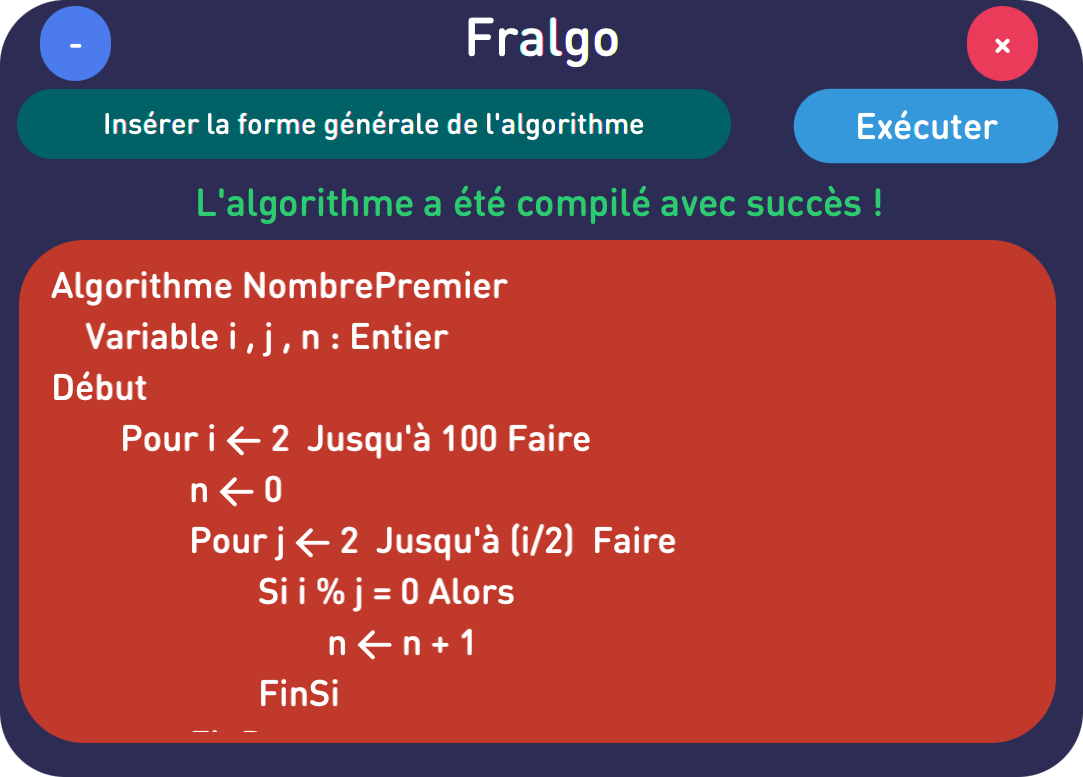 Fralgo
-
×
Insérer la forme générale de l'algorithme
Exécuter
L'algorithme a été compilé avec succès !
Algorithme NombrePremier
Variable i , j , n : Entier
Début
Pour i ← 2 Jusqu'à 100 Faire
n ← 0
Pour j ← 2 Jusqu'à (i/2) Faire
Si i % j = 0 Alors
n ← n + 1
FinSi